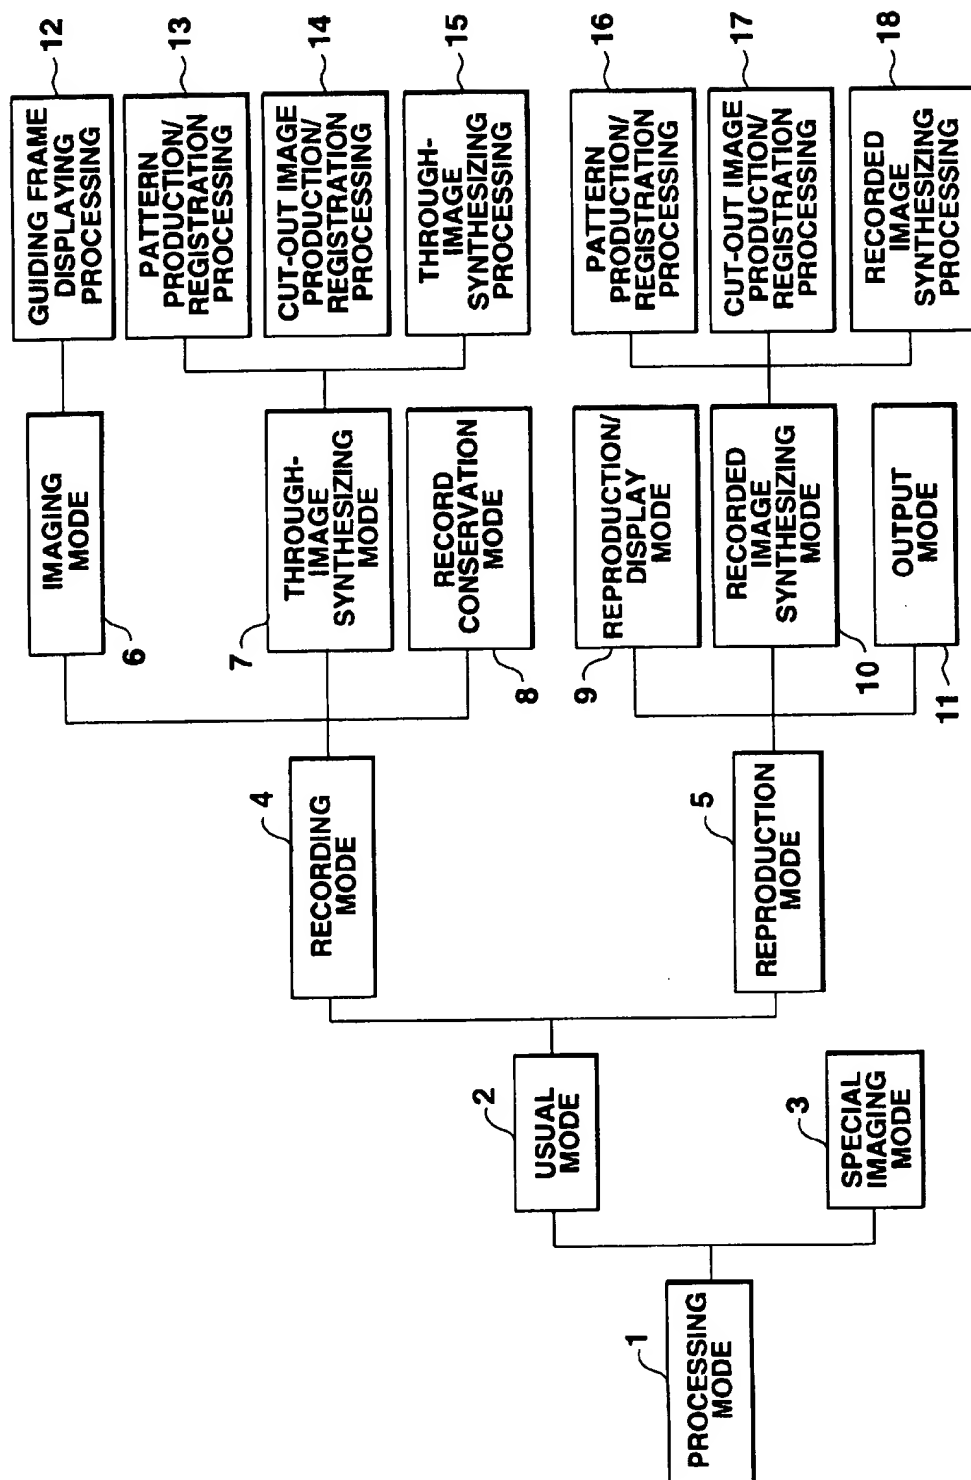 1
PROCESSING
MODE
2
USUAL
MODE
3
SPECIAL
IMAGING
MODE
4
RECORDING
MODE
5
REPRODUCTION
MODE
6
IMAGING
MODE
7
THROUGH-
IMAGE
SYNTHESIZING
MODE
8
RECORD
CONSERVATION
MODE
9
REPRODUCTION/
DISPLAY
MODE
10
RECORDED
IMAGE
SYNTHESIZING
MODE
11
OUTPUT
MODE
12
GUIDING FRAME
DISPLAYING
PROCESSING
13
PATTERN
PRODUCTION/
REGISTRATION
PROCESSING
14
CUT-OUT IMAGE
PRODUCTION/
REGISTRATION
PROCESSING
15
THROUGH-
IMAGE
SYNTHESIZING
PROCESSING
16
PATTERN
PRODUCTION/
REGISTRATION
PROCESSING
17
CUT-OUT IMAGE
PRODUCTION/
REGISTRATION
PROCESSING
18
RECORDED
IMAGE
SYNTHESIZING
PROCESSING